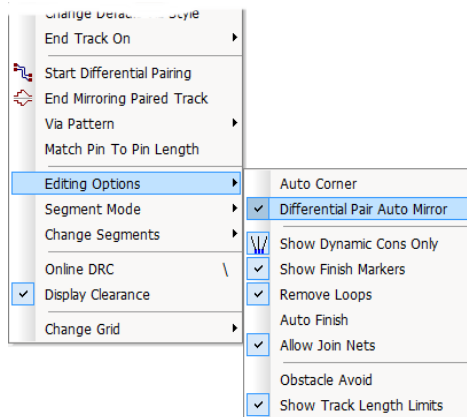 End Track On
Start Differential Pairing
End Mirroring Paired Track
Via Pattern
Match Pin To Pin Length
Editing Options
Segment Mode
Change Segments
Online DRC \
Display Clearance
Change Grid
Auto Corner
Differential Pair Auto Mirror
Show Dynamic Cons Only
Show Finish Markers
Remove Loops
Auto Finish
Allow Join Nets
Obstacle Avoid
Show Track Length Limits